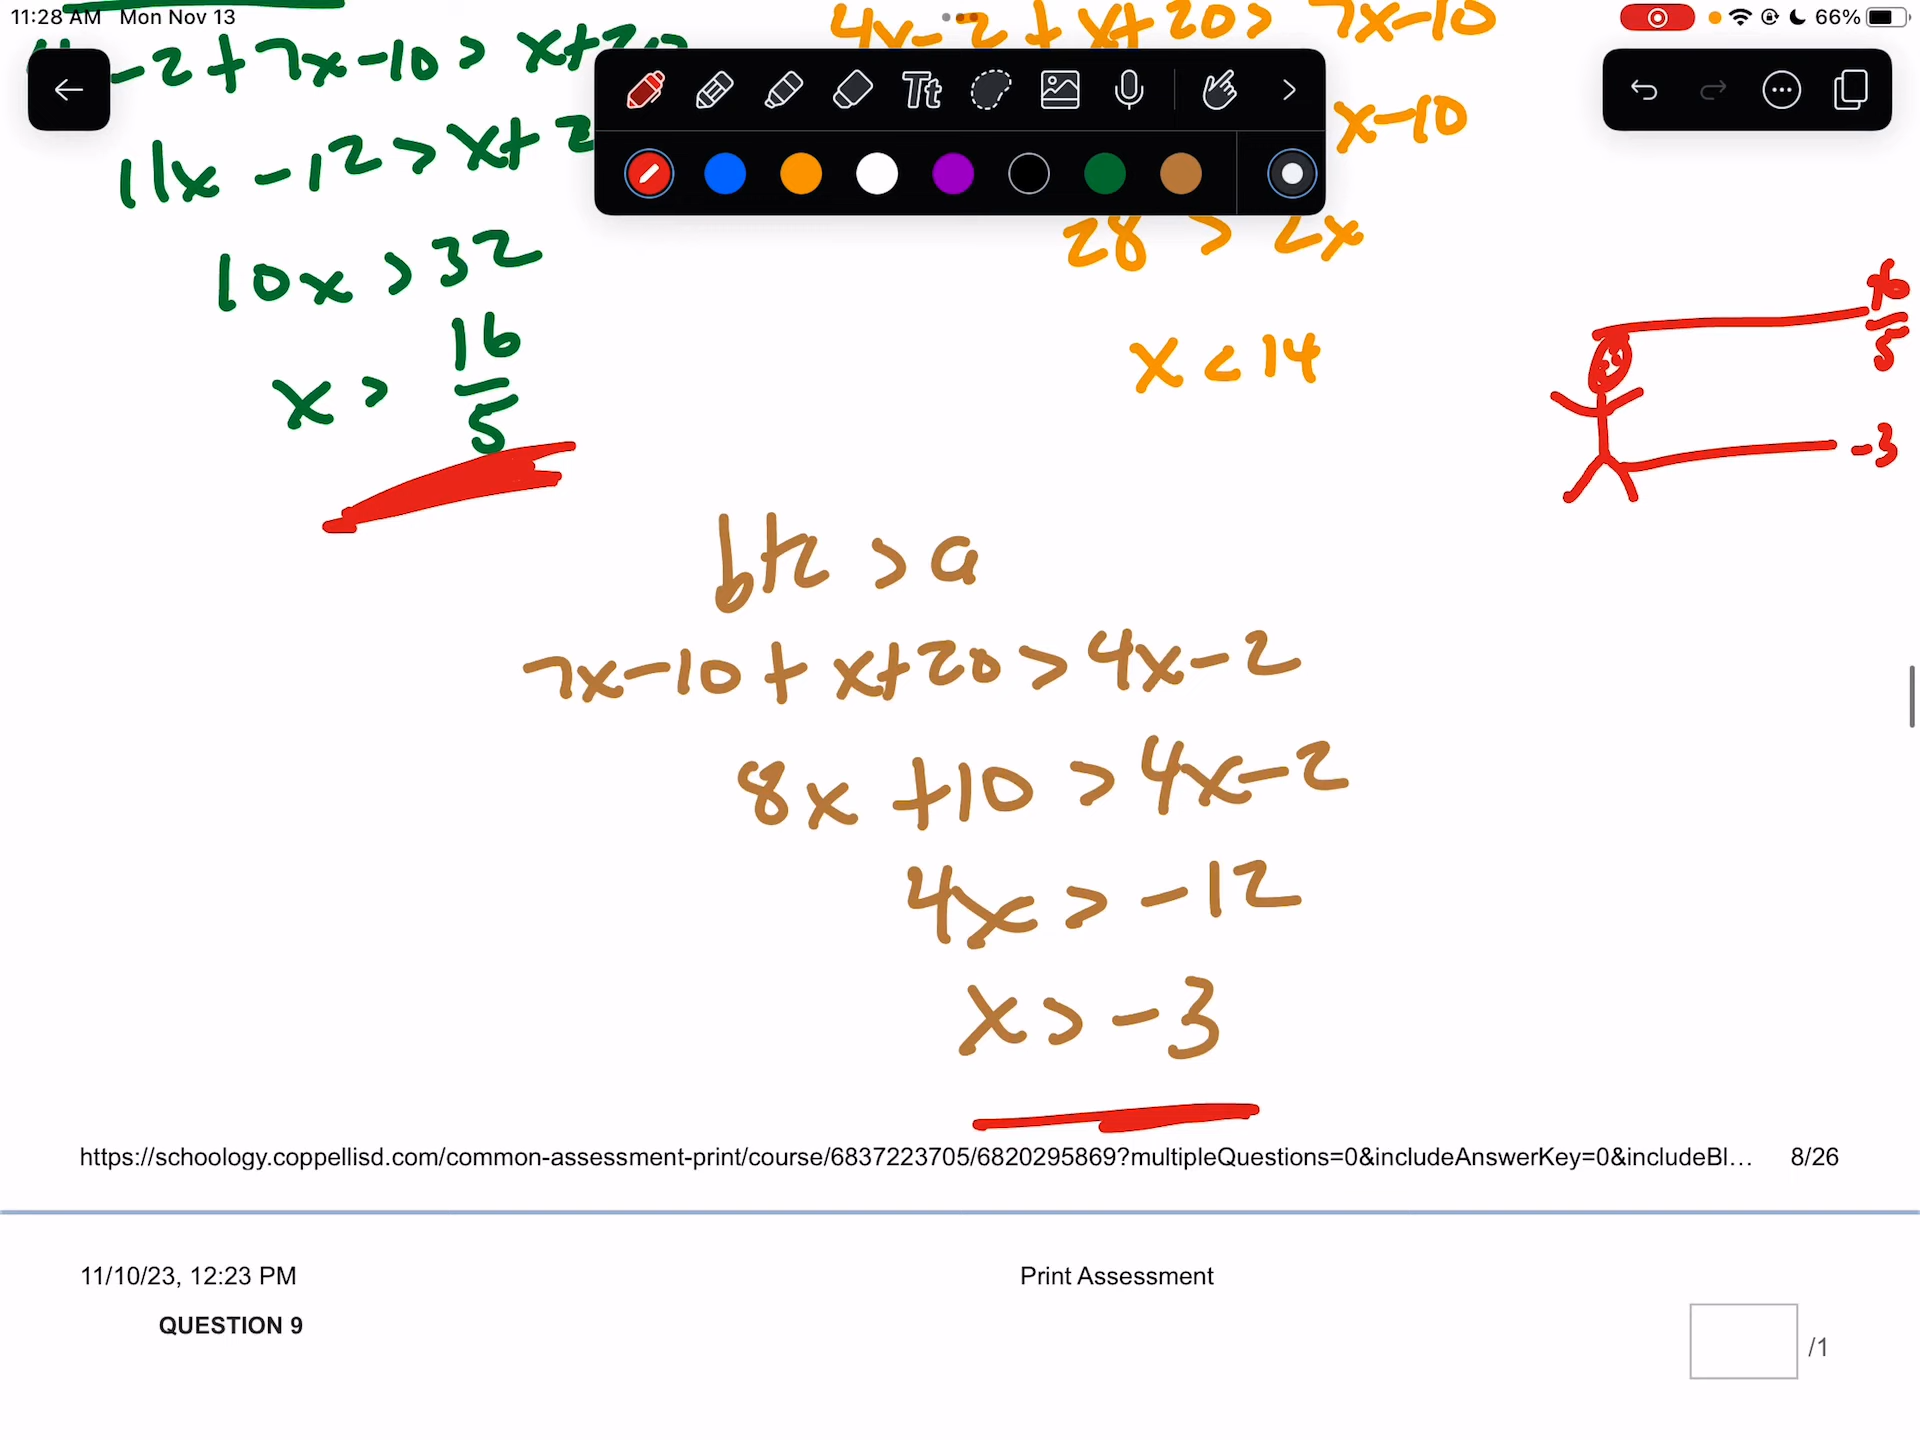 11:28 AM Mon Nov 13
66%
-2+7x-10> x+20
11x -12>x+2
10x>32
x> 16/5
4x-2+x+20> 7x-10
x-10
28 > 2x
x<14
Tt
16/5
-3
b+c >a
7x-10+x+20>4x-2
8x +10 >4x-2
4x>-12
x>-3
https://schoology.coppellisd.com/common-assessment-print/course/6837223705/6820295869?multipleQuestions=0&includeAnswerKey=0&includeBl… 8/26
11/10/23, 12:23 PM Print Assessment
QUESTION 9
/1